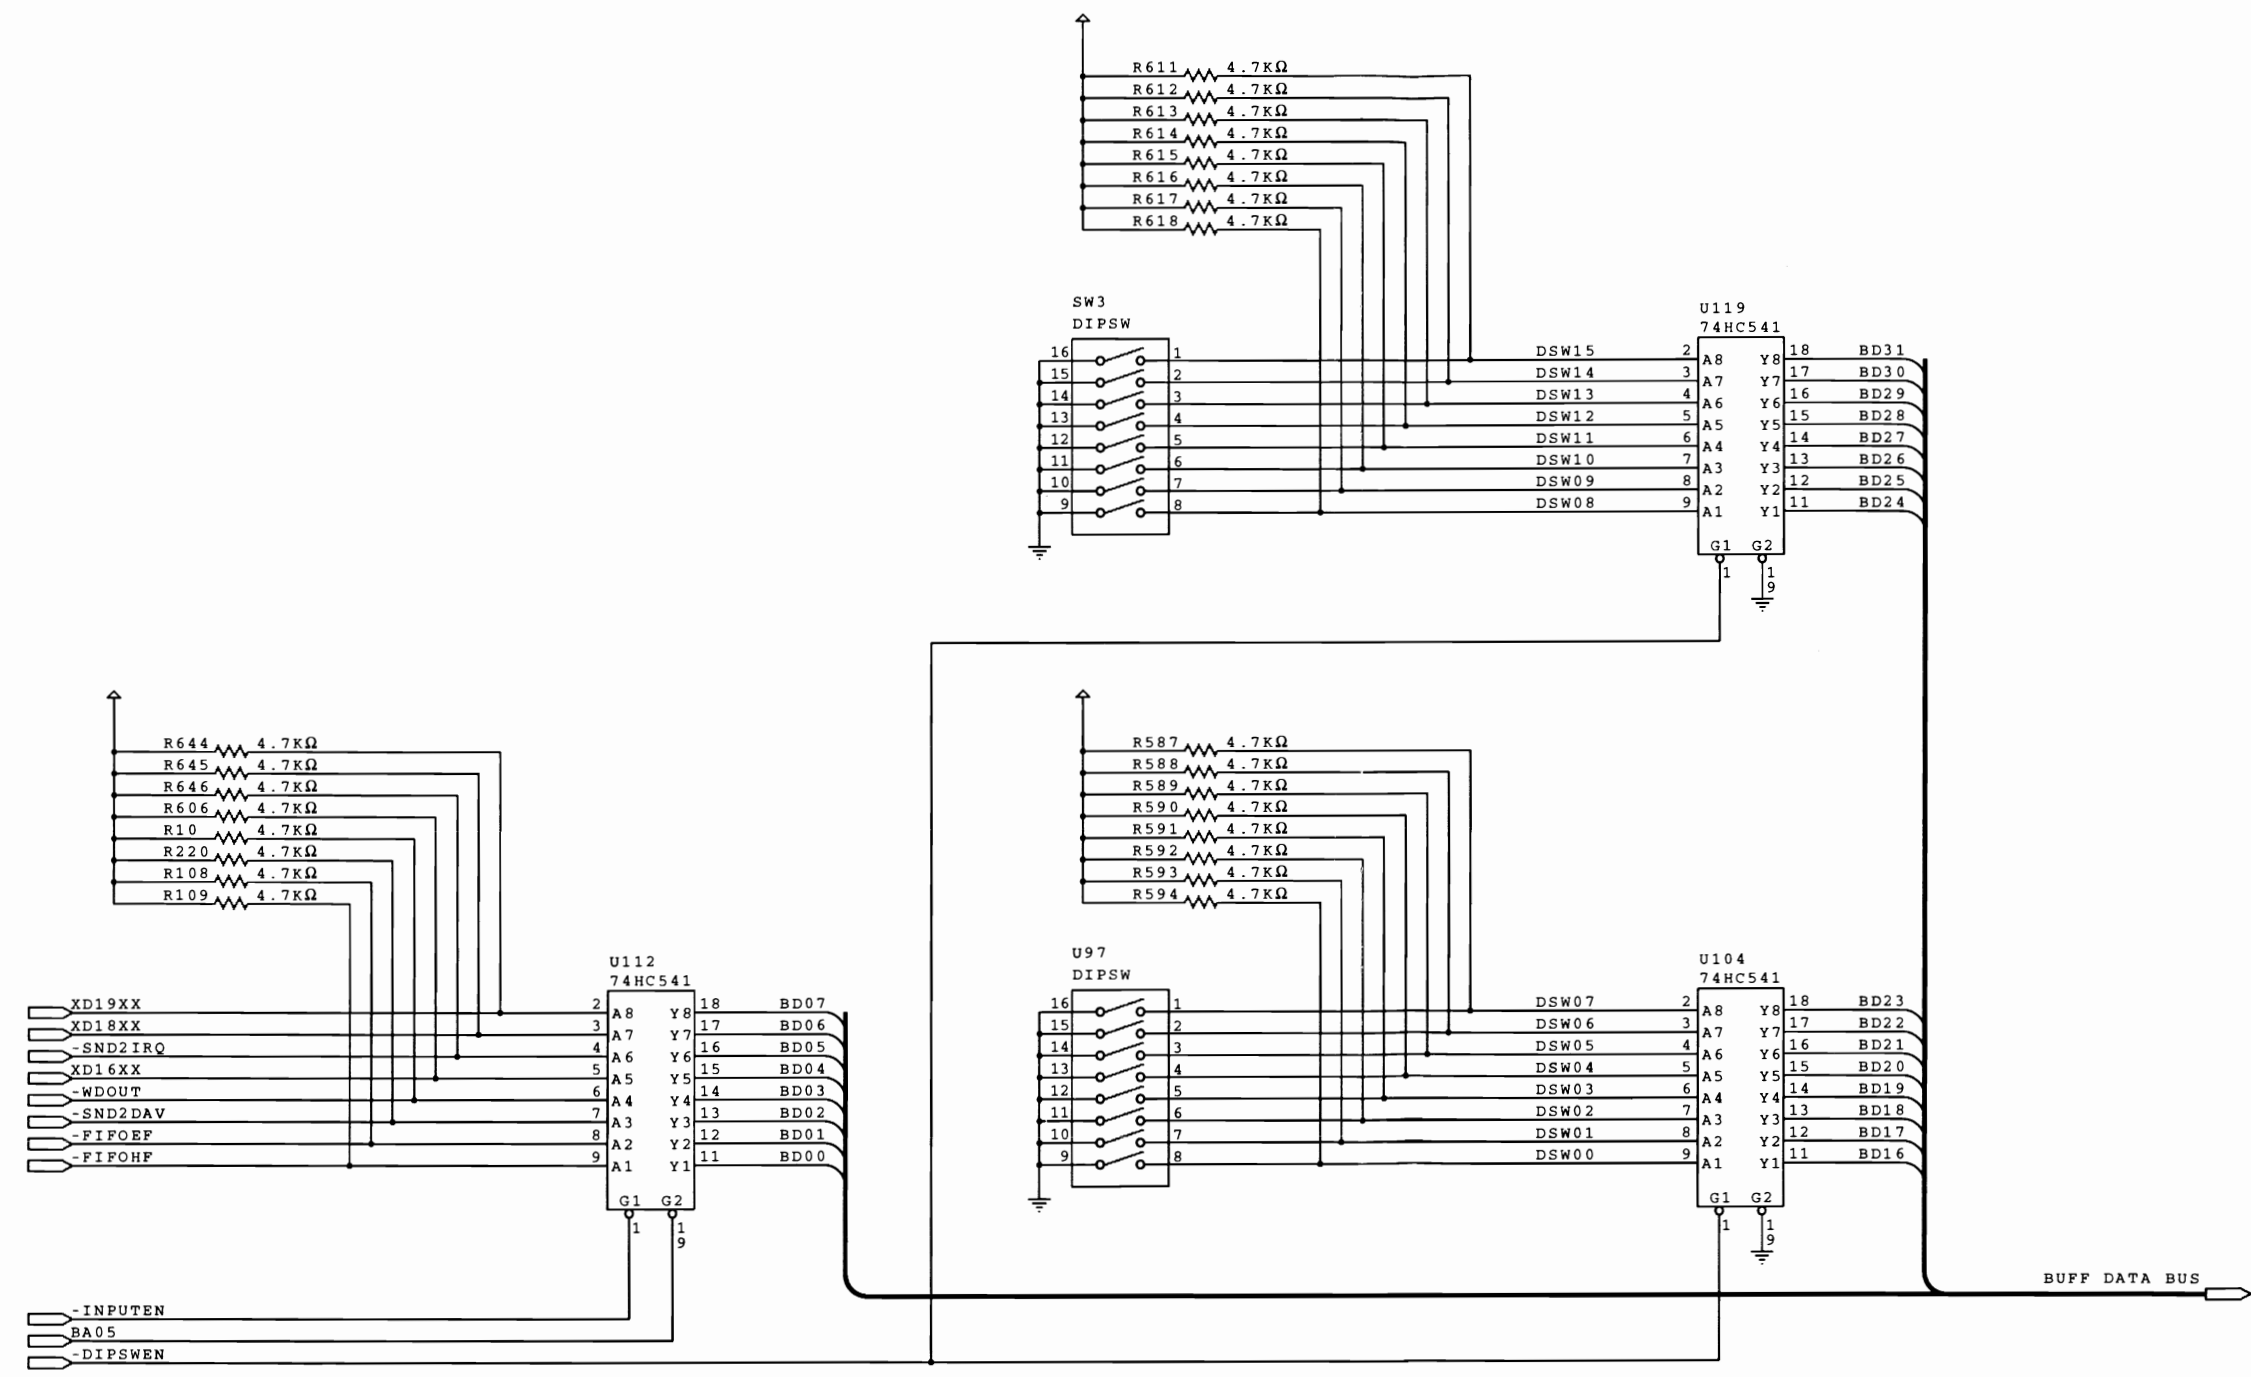 R611 4.7KΩ
R612 4.7KΩ
R613 4.7KΩ
R614 4.7KΩ
R615 4.7KΩ
R616 4.7KΩ
R617 4.7KΩ
R618 4.7KΩ
SW3
DIPSW
U119
74HC541
16 1 DSW15 2 A8 Y8 18 BD31
15 2 DSW14 3 A7 Y7 17 BD30
14 3 DSW13 4 A6 Y6 16 BD29
13 4 DSW12 5 A5 Y5 15 BD28
12 5 DSW11 6 A4 Y4 14 BD27
11 6 DSW10 7 A3 Y3 13 BD26
10 7 DSW09 8 A2 Y2 12 BD25
9 8 DSW08 9 A1 Y1 11 BD24
G1 G2
1 1
9
R644 4.7KΩ
R645 4.7KΩ
R646 4.7KΩ
R606 4.7KΩ
R10 4.7KΩ
R220 4.7KΩ
R108 4.7KΩ
R109 4.7KΩ
U112
74HC541
XD19XX 2 A8 Y8 18 BD07
XD18XX 3 A7 Y7 17 BD06
-SND2IRQ 4 A6 Y6 16 BD05
XD16XX 5 A5 Y5 15 BD04
-WDOUT 6 A4 Y4 14 BD03
-SND2DAV 7 A3 Y3 13 BD02
-FIFOEF 8 A2 Y2 12 BD01
-FIFOHF 9 A1 Y1 11 BD00
G1 G2
1 1
9
-INPUTEN
BA05
-DIPSWEN
R587 4.7KΩ
R588 4.7KΩ
R589 4.7KΩ
R590 4.7KΩ
R591 4.7KΩ
R592 4.7KΩ
R593 4.7KΩ
R594 4.7KΩ
U97
DIPSW
U104
74HC541
16 1 DSW07 2 A8 Y8 18 BD23
15 2 DSW06 3 A7 Y7 17 BD22
14 3 DSW05 4 A6 Y6 16 BD21
13 4 DSW04 5 A5 Y5 15 BD20
12 5 DSW03 6 A4 Y4 14 BD19
11 6 DSW02 7 A3 Y3 13 BD18
10 7 DSW01 8 A2 Y2 12 BD17
9 8 DSW00 9 A1 Y1 11 BD16
G1 G2
1 1
9
BUFF DATA BUS